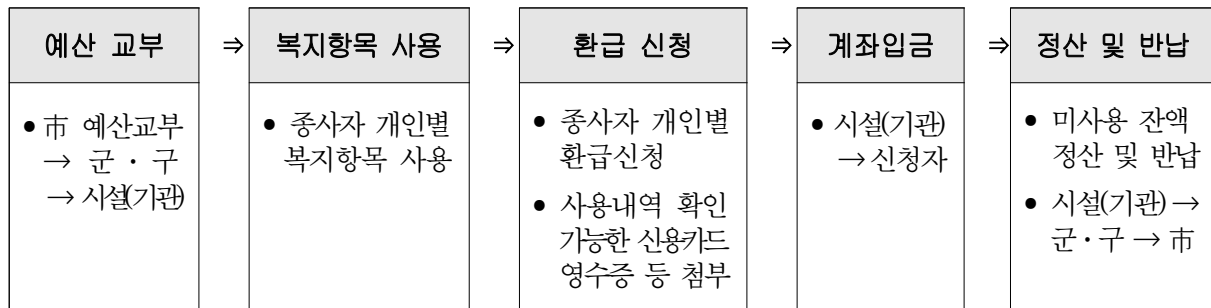 예산 교부 ⇒ 복지항목 사용 ⇒ 환급 신청 ⇒ 계좌입금 ⇒ 정산 및 반납
• 市 예산교부
→ 군・구
→ 시설(기관)
• 종사자 개인별
복지항목 사용
• 종사자 개인별
환급신청
• 사용내역 확인
가능한 신용카드
영수증 등 첨부
• 시설(기관)
→ 신청자
• 미사용 잔액
정산 및 반납
• 시설(기관) →
군・구 → 市